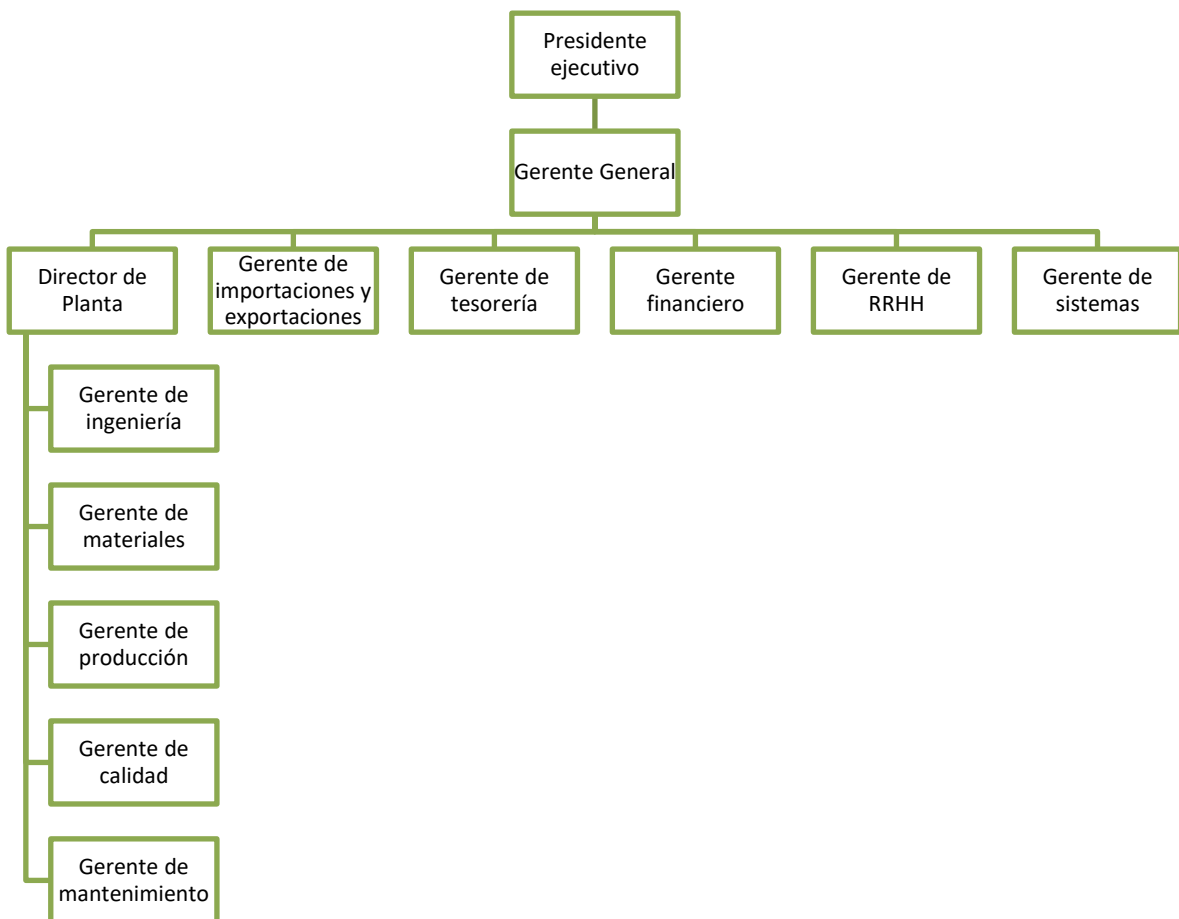 Presidente
ejecutivo
Gerente General
Director de
Planta
Gerente de
importaciones y
exportaciones
Gerente de
tesorería
Gerente
financiero
Gerente de
RRHH
Gerente de
sistemas
Gerente de
ingeniería
Gerente de
materiales
Gerente de
producción
Gerente de
calidad
Gerente de
mantenimiento